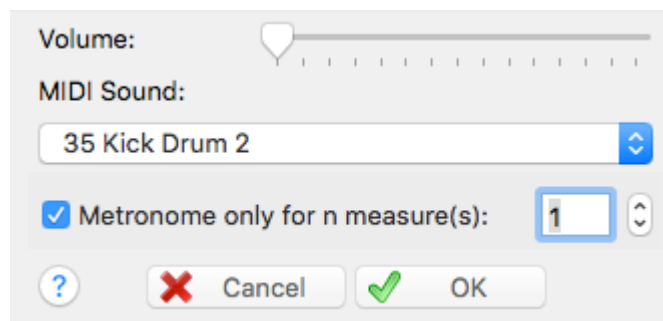 Volume:
MIDI Sound:
35 Kick Drum 2
Metronome only for n measure(s): 1
? Cancel OK